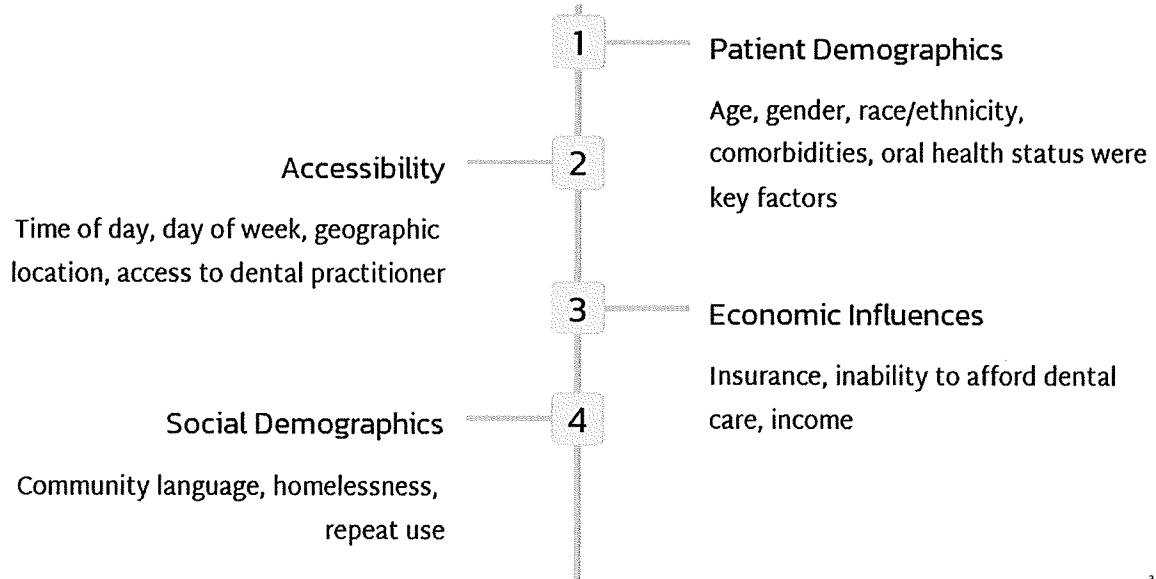 1
Patient Demographics
Age, gender, race/ethnicity,
comorbidities, oral health status were
key factors
2
Accessibility
Time of day, day of week, geographic
location, access to dental practitioner
3
Economic Influences
Insurance, inability to afford dental
care, income
4
Social Demographics
Community language, homelessness,
repeat use